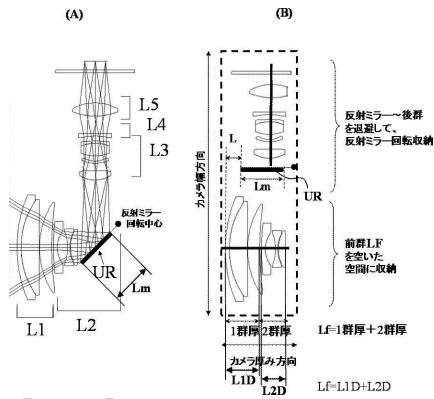 (A)
(B)
L5
L4
L3
反射ミラー
回転中心
UR
Lm
L1
L2
カメラ幅方向
L
Lm
UR
反射ミラー～後群
を退避して、
反射ミラー回転収納
前群LF
を空いた
空間に収納
1群厚
2群厚
Lf=1群厚+2群厚
カメラ厚み方向
L1D
L2D
Lf=L1D+L2D